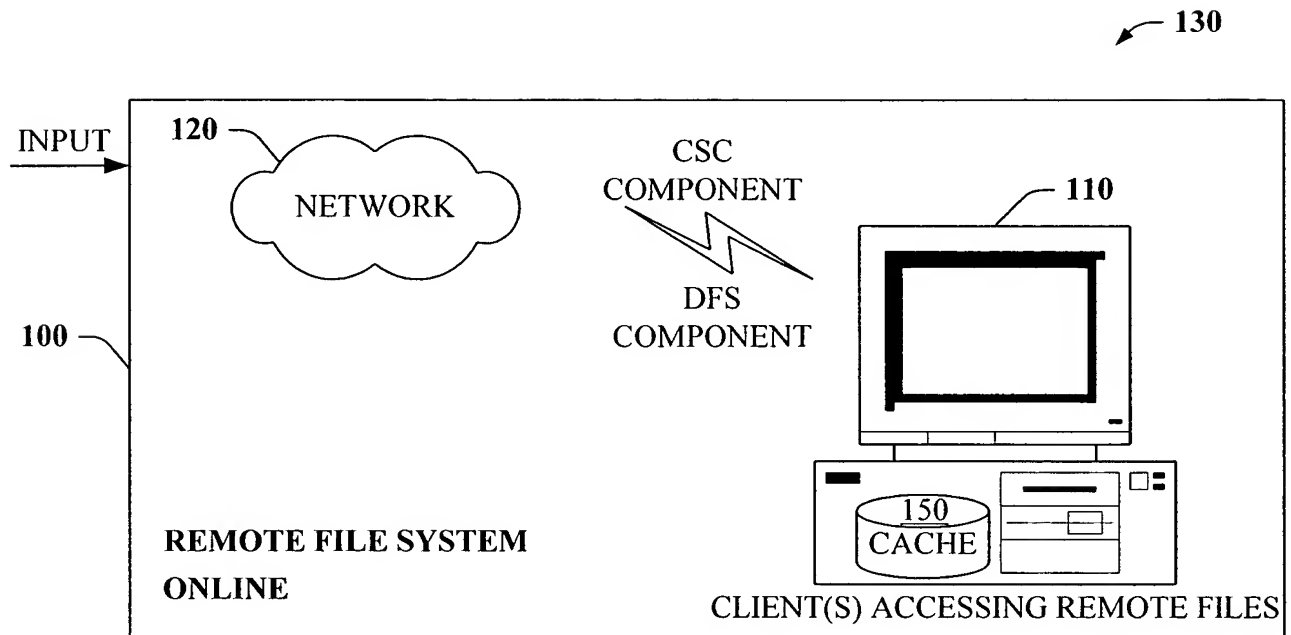 130
INPUT
120
NETWORK
CSC
COMPONENT
DFS
COMPONENT
110
100
150
CACHE
REMOTE FILE SYSTEM
ONLINE
CLIENT(S) ACCESSING REMOTE FILES